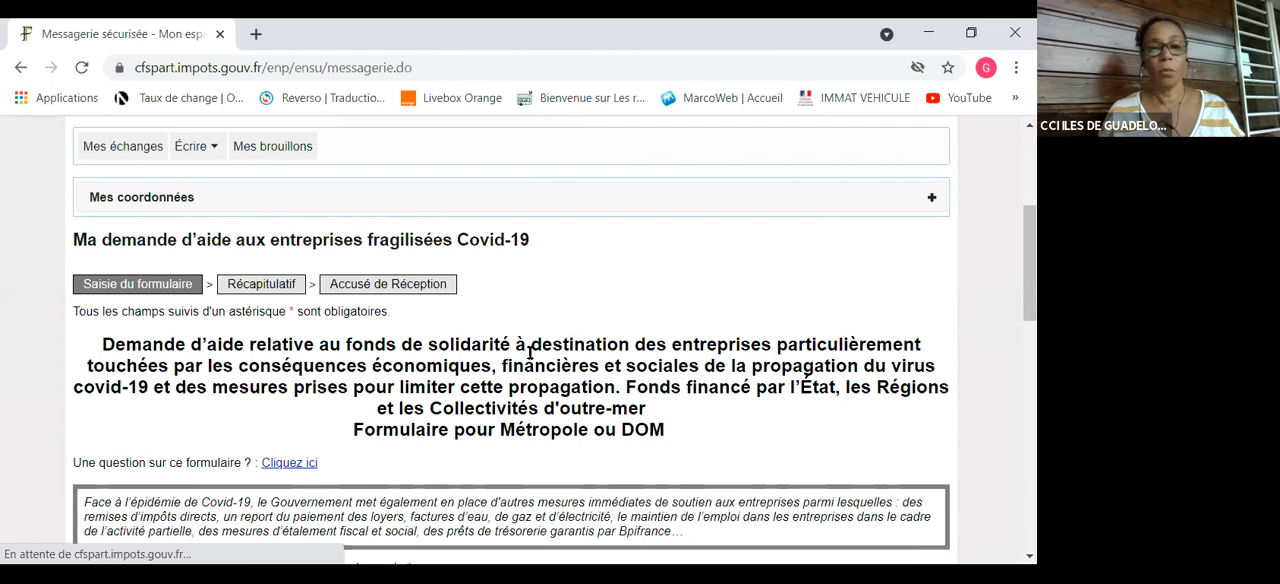 Messagerie sécurisée - Mon esp
cfspart.impots.gouv.fr/enp/ensu/messagerie.do
G
Applications
Taux de change | O...
Reverso | Traductio...
Livebox Orange
Bienvenue sur Les r...
MarcoWeb | Accueil
IMMAT VEHICULE
YouTube
»
CCI ILES DE GUADELO...
Mes échanges
Écrire
Mes brouillons
Mes coordonnées
Ma demande d'aide aux entreprises fragilisées Covid-19
Saisie du formulaire > Récapitulatif > Accusé de Réception
Tous les champs suivis d'un astérisque * sont obligatoires.
Demande d'aide relative au fonds de solidarité à destination des entreprises particulièrement
touchées par les conséquences économiques, financières et sociales de la propagation du virus
covid-19 et des mesures prises pour limiter cette propagation. Fonds financé par l'État, les Régions
et les Collectivités d'outre-mer
Formulaire pour Métropole ou DOM
Une question sur ce formulaire ? : Cliquez ici
Face à l'épidémie de Covid-19, le Gouvernement met également en place d'autres mesures immédiates de soutien aux entreprises parmi lesquelles : des
remises d'impôts directs, un report du paiement des loyers, factures d'eau, de gaz et d'électricité, le maintien de l'emploi dans les entreprises dans le cadre
de l'activité partielle, des mesures d'étalement fiscal et social, des prêts de trésorerie garantis par Bpifrance…
En attente de cfspart.impots.gouv.fr...